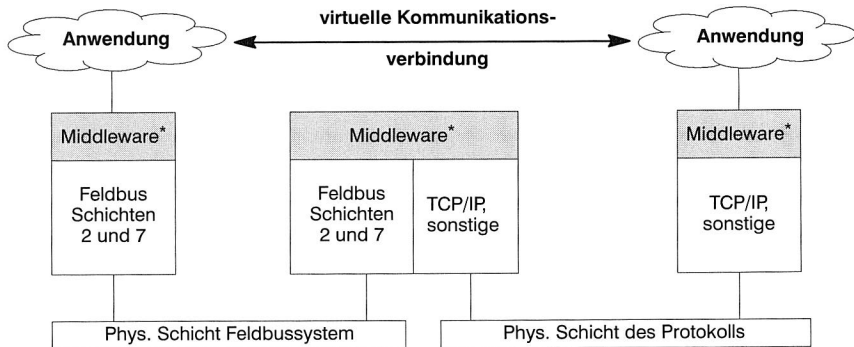 Anwendung
virtuelle Kommunikations-
verbindung
Anwendung
Middleware*
Feldbus
Schichten
2 und 7
Middleware*
Feldbus
Schichten
2 und 7
TCP/IP,
sonstige
Middleware*
TCP/IP,
sonstige
Phys. Schicht Feldbussystem
Phys. Schicht des Protokolls